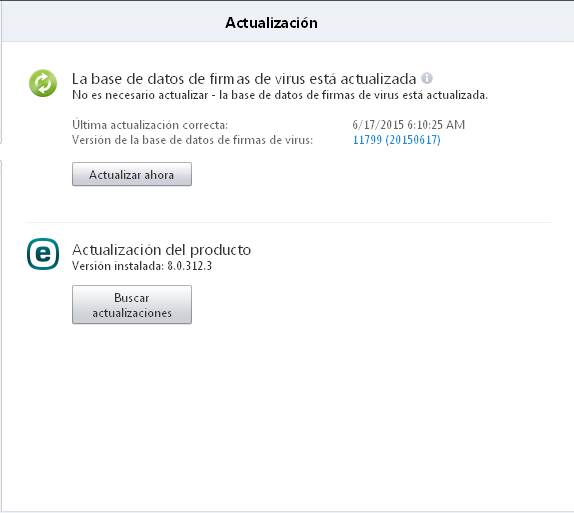 Actualización
La base de datos de firmas de virus está actualizada
No es necesario actualizar - la base de datos de firmas de virus está actualizada.
Última actualización correcta: 6/17/2015 6:10:25 AM
Versión de la base de datos de firmas de virus: 11799 (20150617)
Actualizar ahora
e
Actualización del producto
Versión instalada: 8.0.312.3
Buscar
actualizaciones